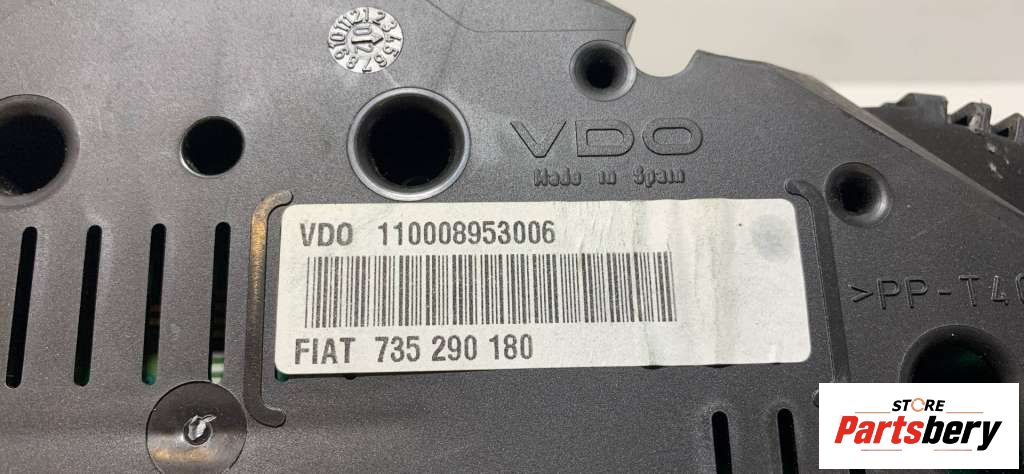 VDO
Made in Spain
VDO 110008953006
FIAT 735 290 180
>PP-T40
STORE
Partsbery